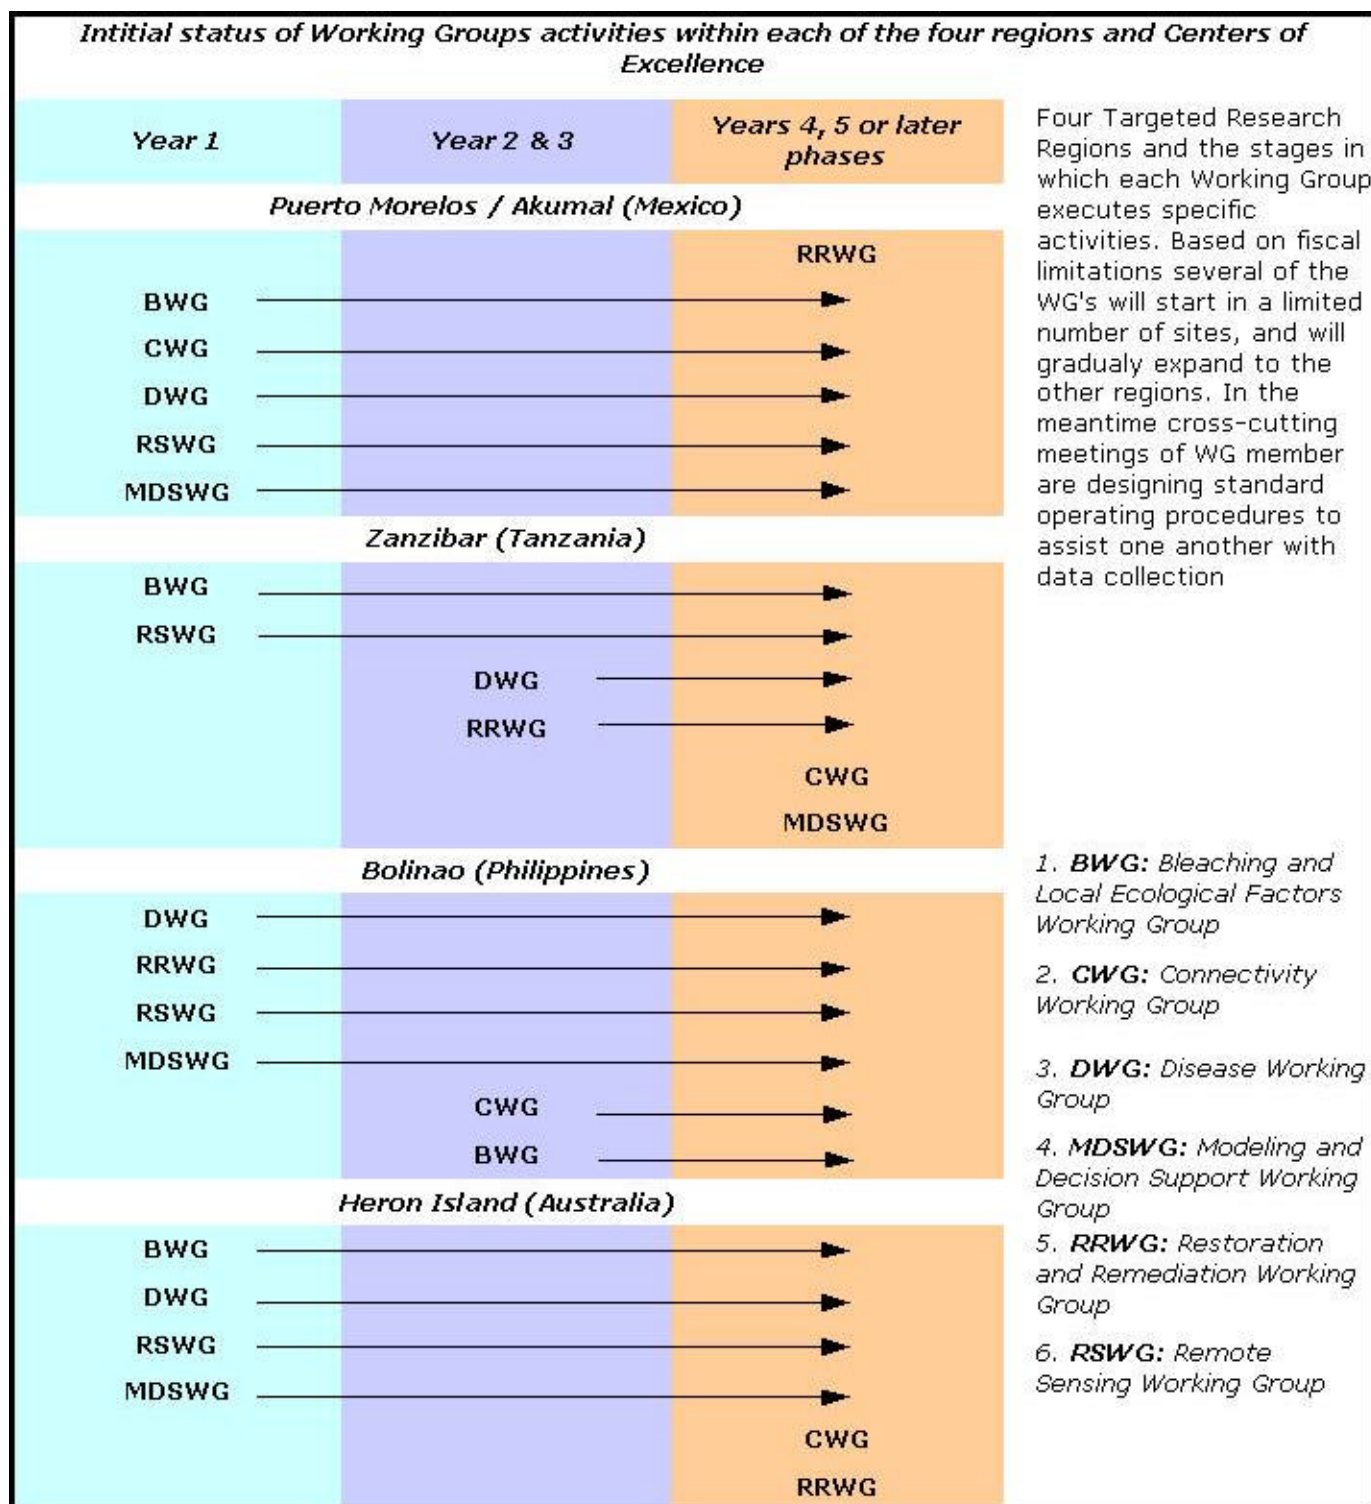 Intitial status of Working Groups activities within each of the four regions and Centers of
Excellence
Year 1
Year 2 & 3
Years 4, 5 or later
phases
Puerto Morelos / Akumal (Mexico)
RRWG
BWG
CWG
DWG
RSWG
MDSWG
Zanzibar (Tanzania)
BWG
RSWG
DWG
RRWG
CWG
MDSWG
Bolinao (Philippines)
DWG
RRWG
RSWG
MDSWG
CWG
BWG
Heron Island (Australia)
BWG
DWG
RSWG
MDSWG
CWG
RRWG
Four Targeted Research
Regions and the stages in
which each Working Group
executes specific
activities. Based on fiscal
limitations several of the
WG's will start in a limited
number of sites, and will
gradualy expand to the
other regions. In the
meantime cross-cutting
meetings of WG member
are designing standard
operating procedures to
assist one another with
data collection
1. BWG: Bleaching and
Local Ecological Factors
Working Group
2. CWG: Connectivity
Working Group
3. DWG: Disease Working
Group
4. MDSWG: Modeling and
Decision Support Working
Group
5. RRWG: Restoration
and Remediation Working
Group
6. RSWG: Remote
Sensing Working Group